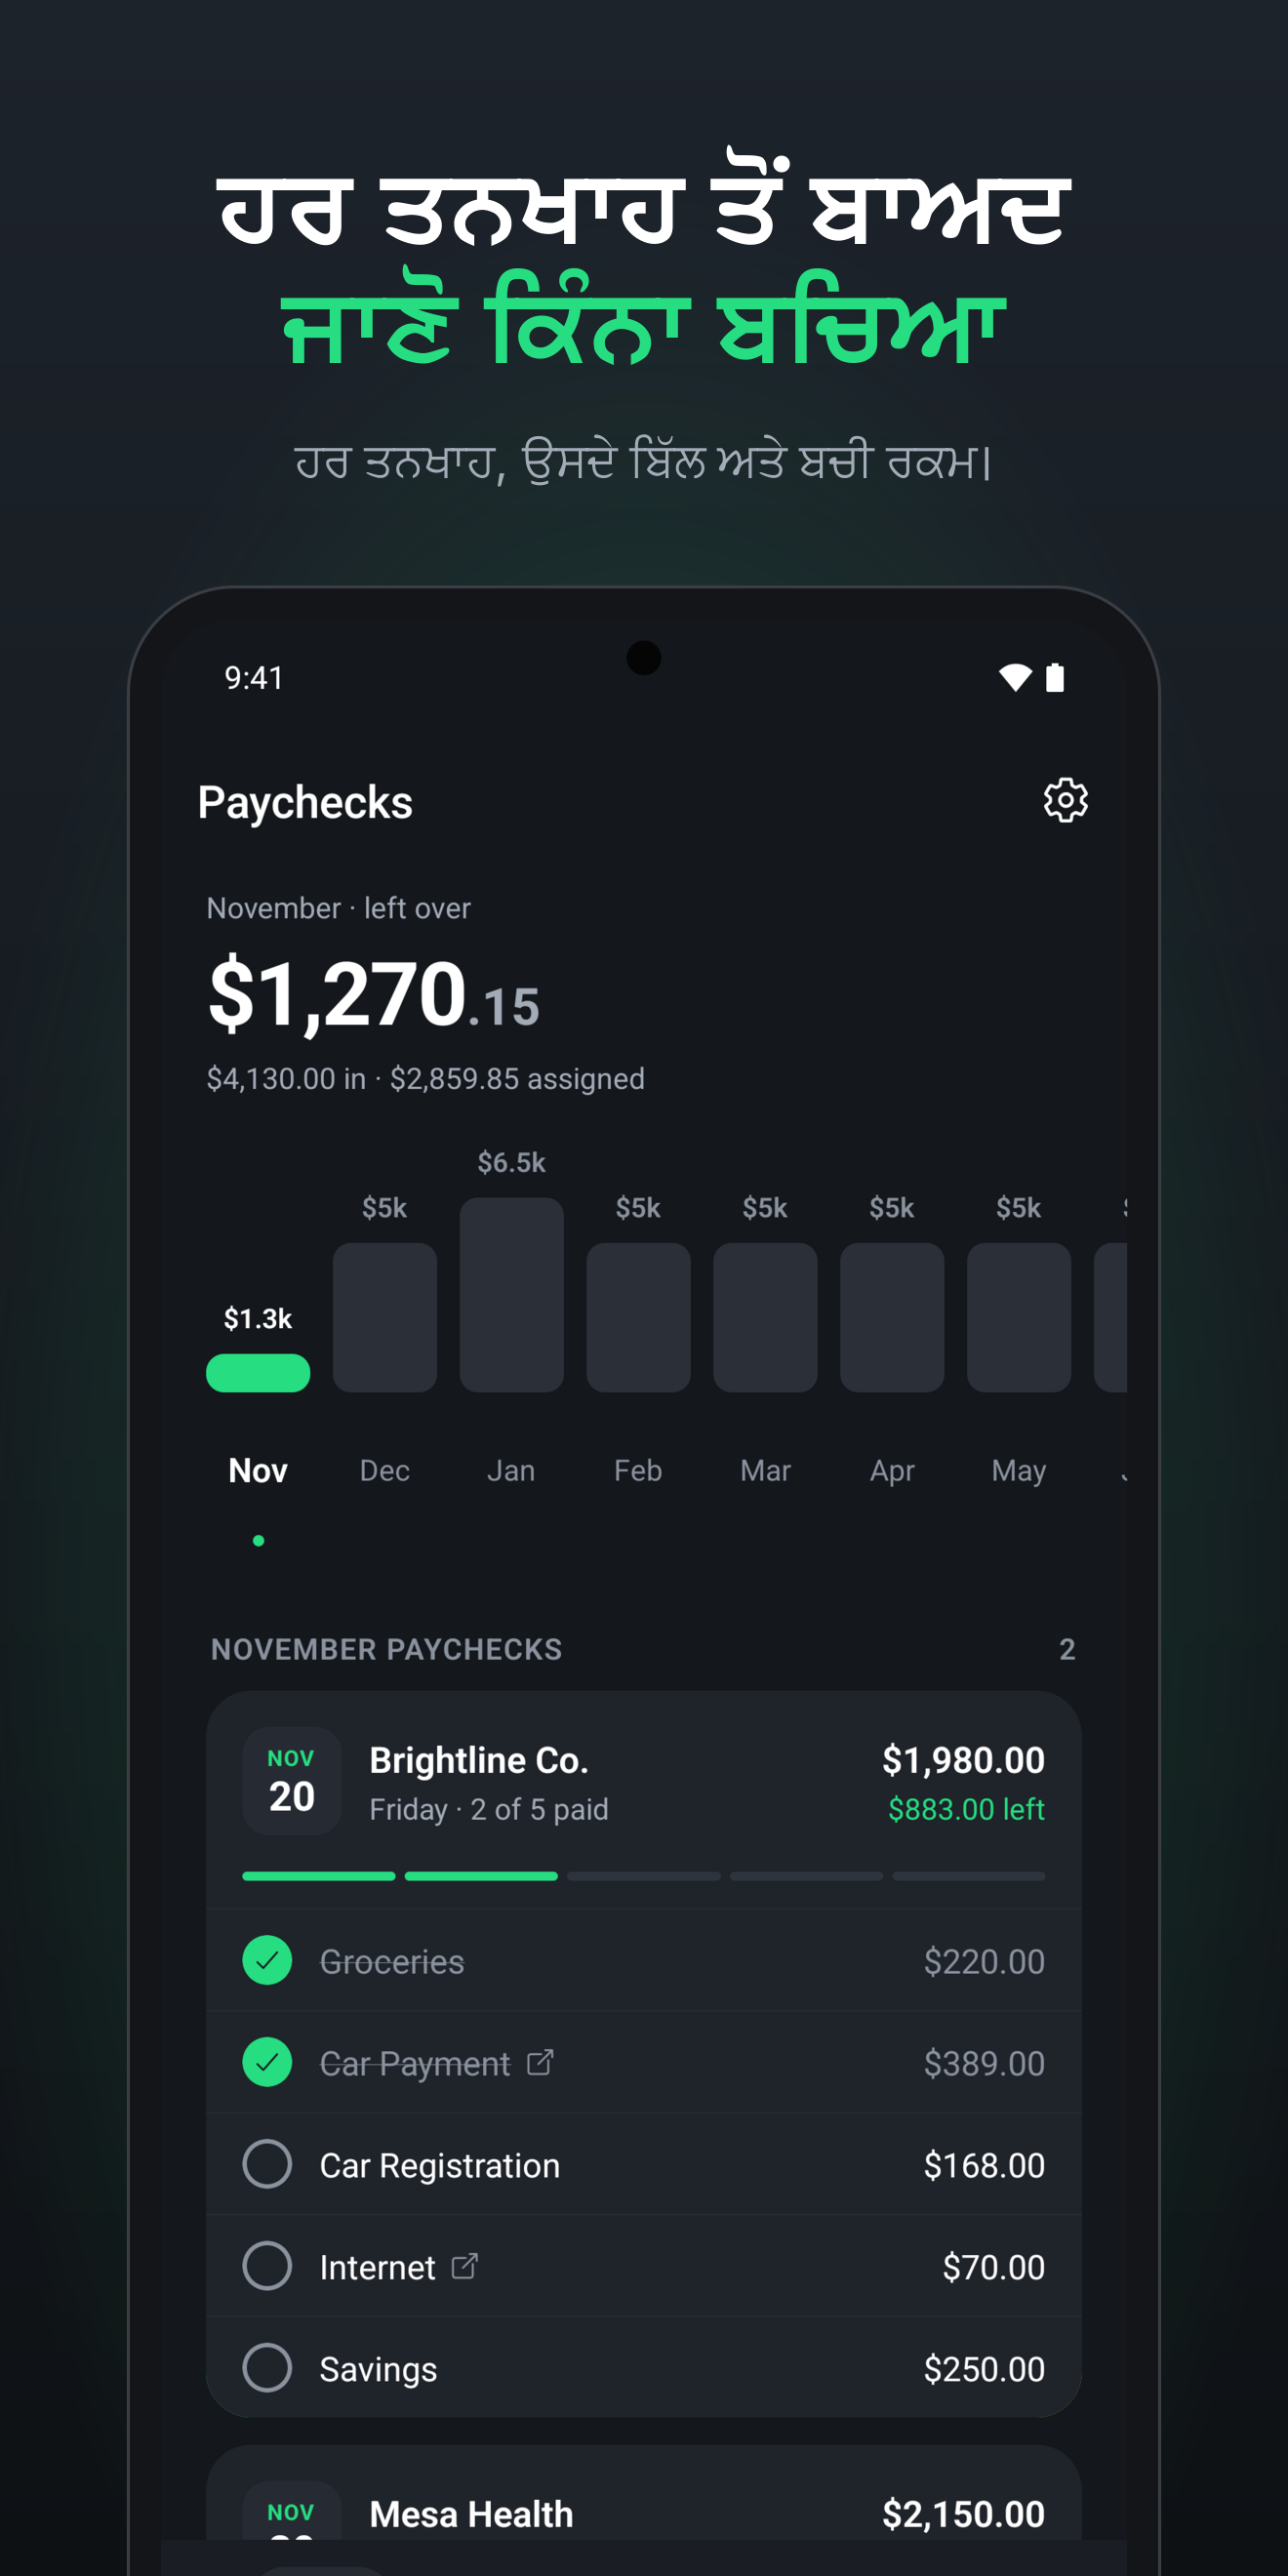 ਹਰ ਤਨਖਾਹ ਤੋਂ ਬਾਅਦ
ਜਾਣੋ ਕਿੰਨਾ ਬਚਿਆ
ਹਰ ਤਨਖਾਹ, ਉਸਦੇ ਬਿੱਲ ਅਤੇ ਬਚੀ ਰਕਮ।
9:41
Paychecks
November · left over
$1,270.15
$4,130.00 in · $2,859.85 assigned
$1.3k $5k $6.5k $5k $5k $5k $5k
Nov Dec Jan Feb Mar Apr May
NOVEMBER PAYCHECKS 2
NOV 20
Brightline Co. $1,980.00
Friday · 2 of 5 paid $883.00 left
Groceries $220.00
Car Payment $389.00
Car Registration $168.00
Internet $70.00
Savings $250.00
NOV
Mesa Health $2,150.00